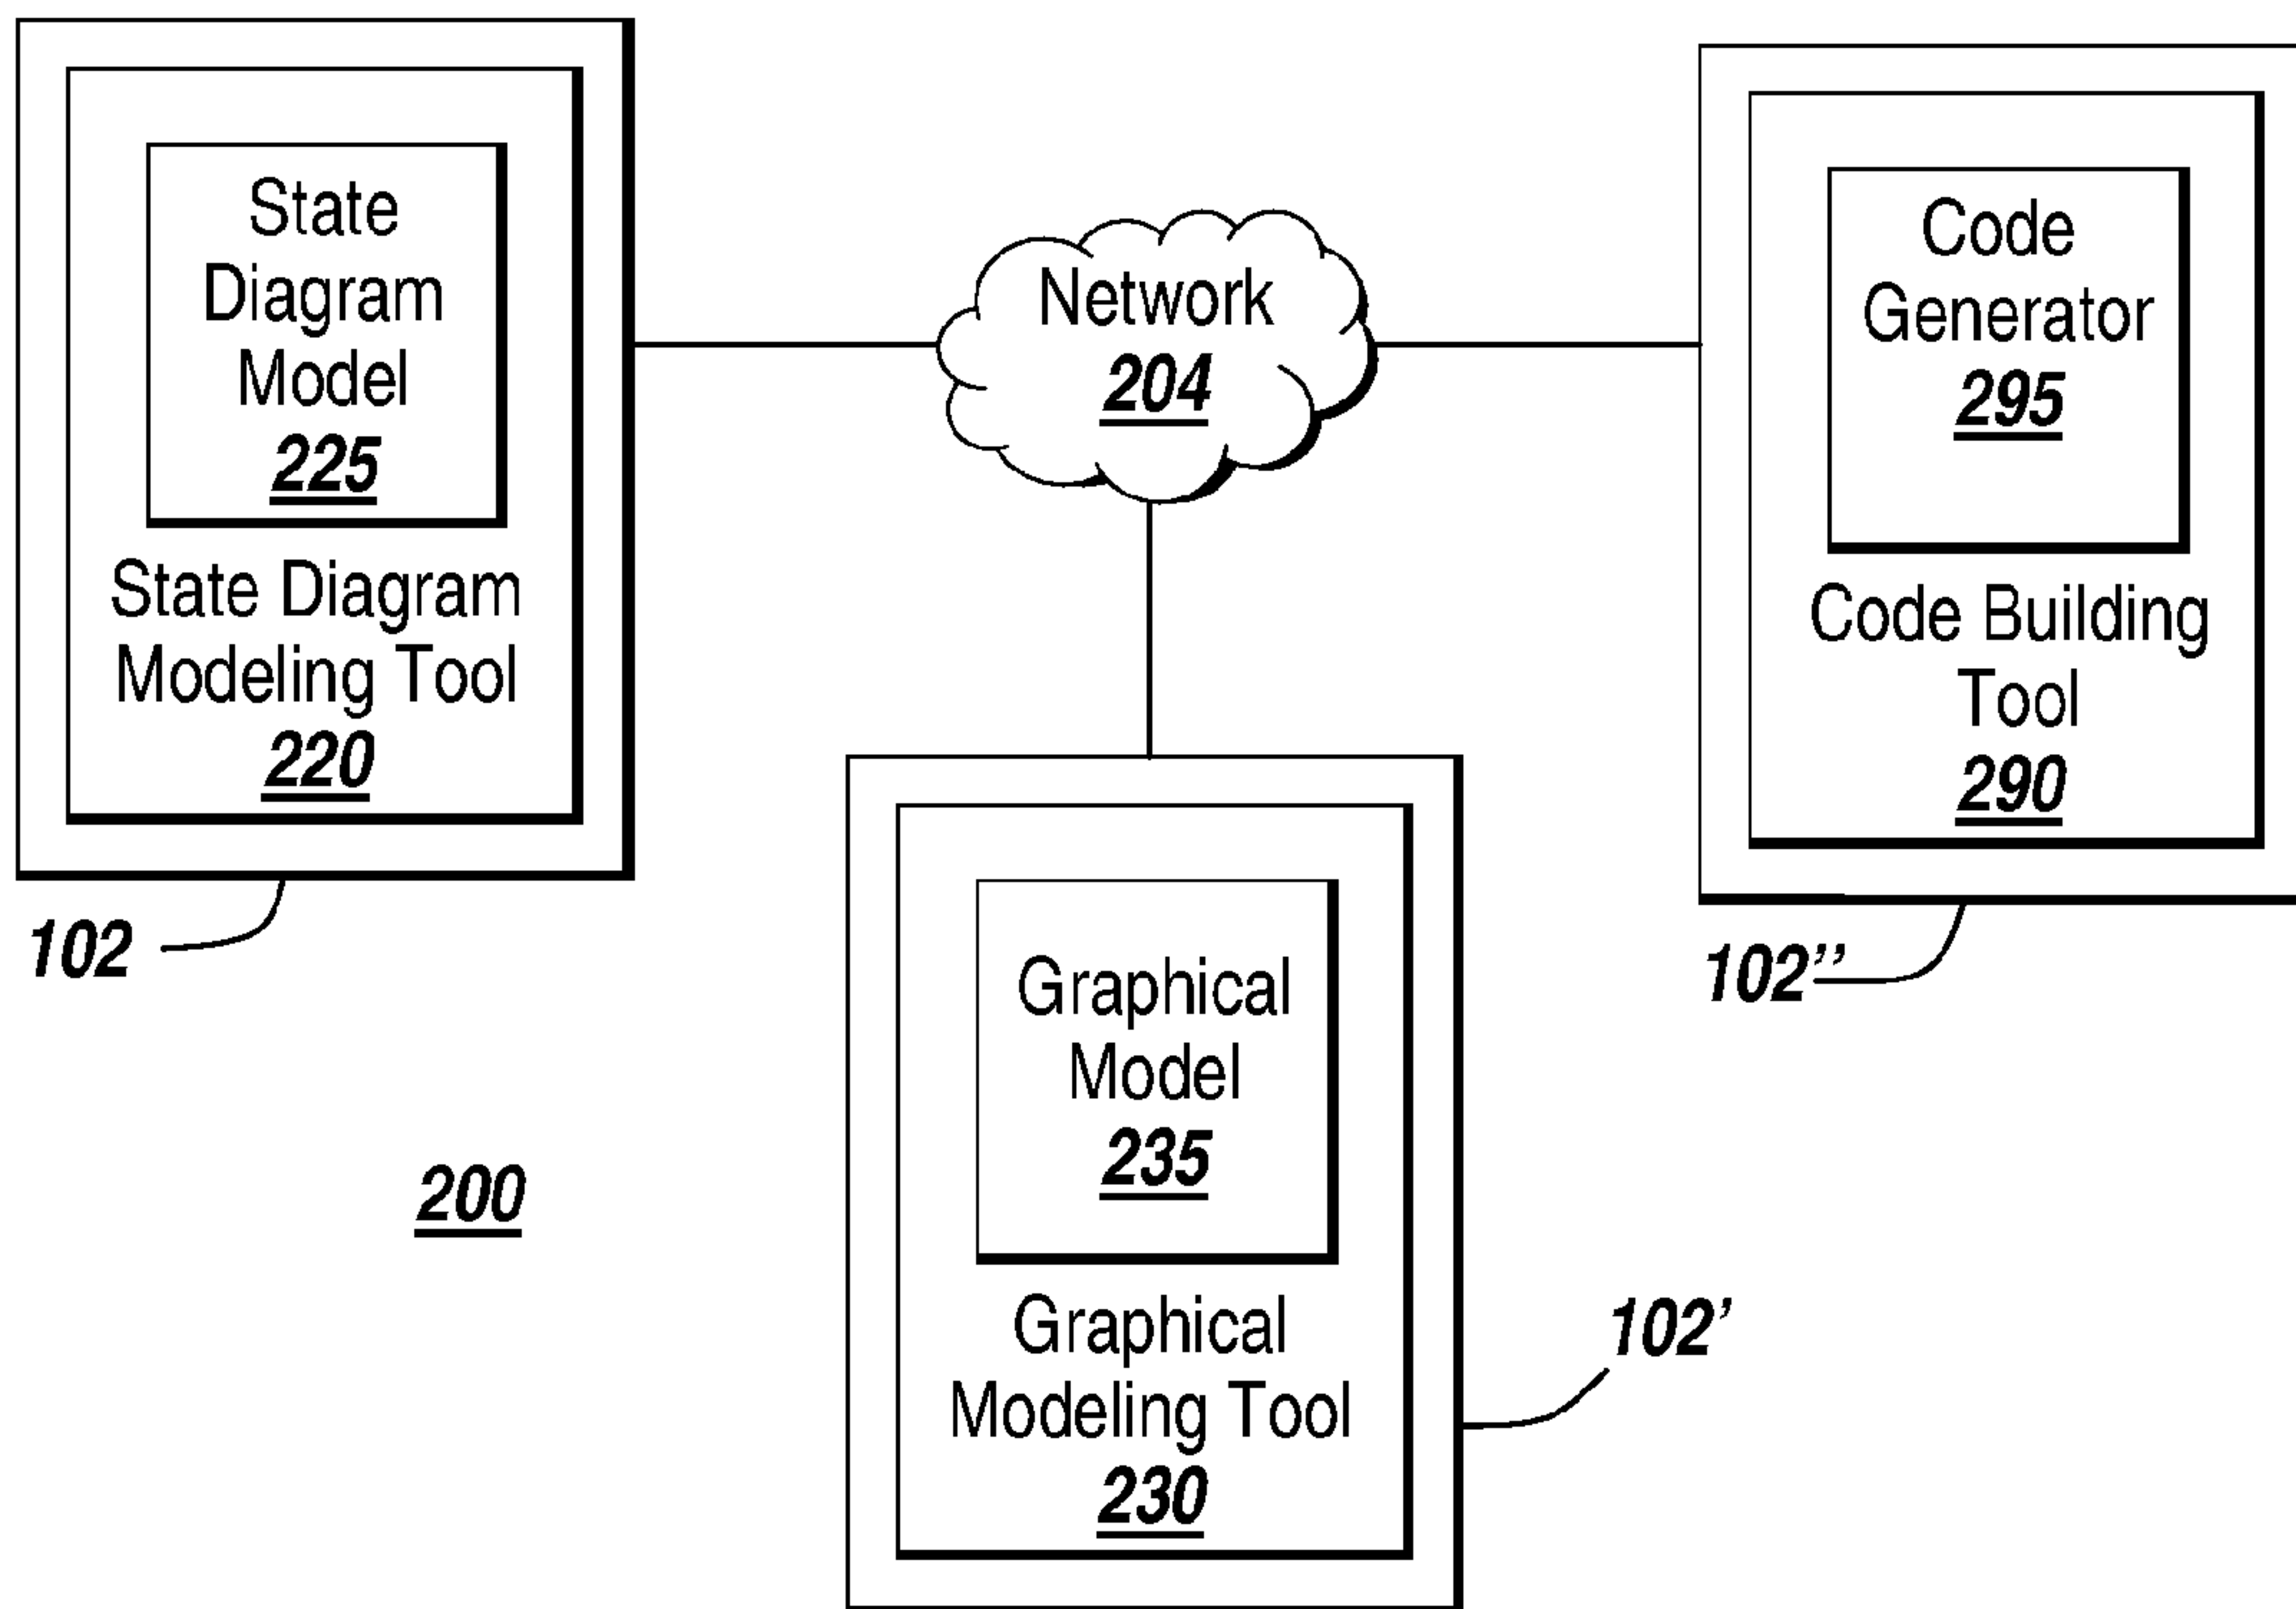 State
Diagram
Model
225
State Diagram
Modeling Tool
220
102
Network
204
Code
Generator
295
Code Building
Tool
290
102’’
Graphical
Model
235
Graphical
Modeling Tool
230
102'
200